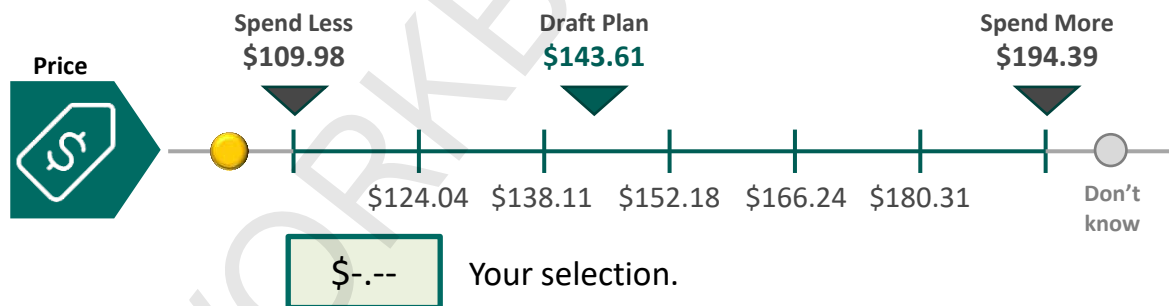 Spend Less
$109.98
Draft Plan
$143.61
Spend More
$194.39
Price
$
$124.04 $138.11 $152.18 $166.24 $180.31
Don't
know
$-.-- Your selection.